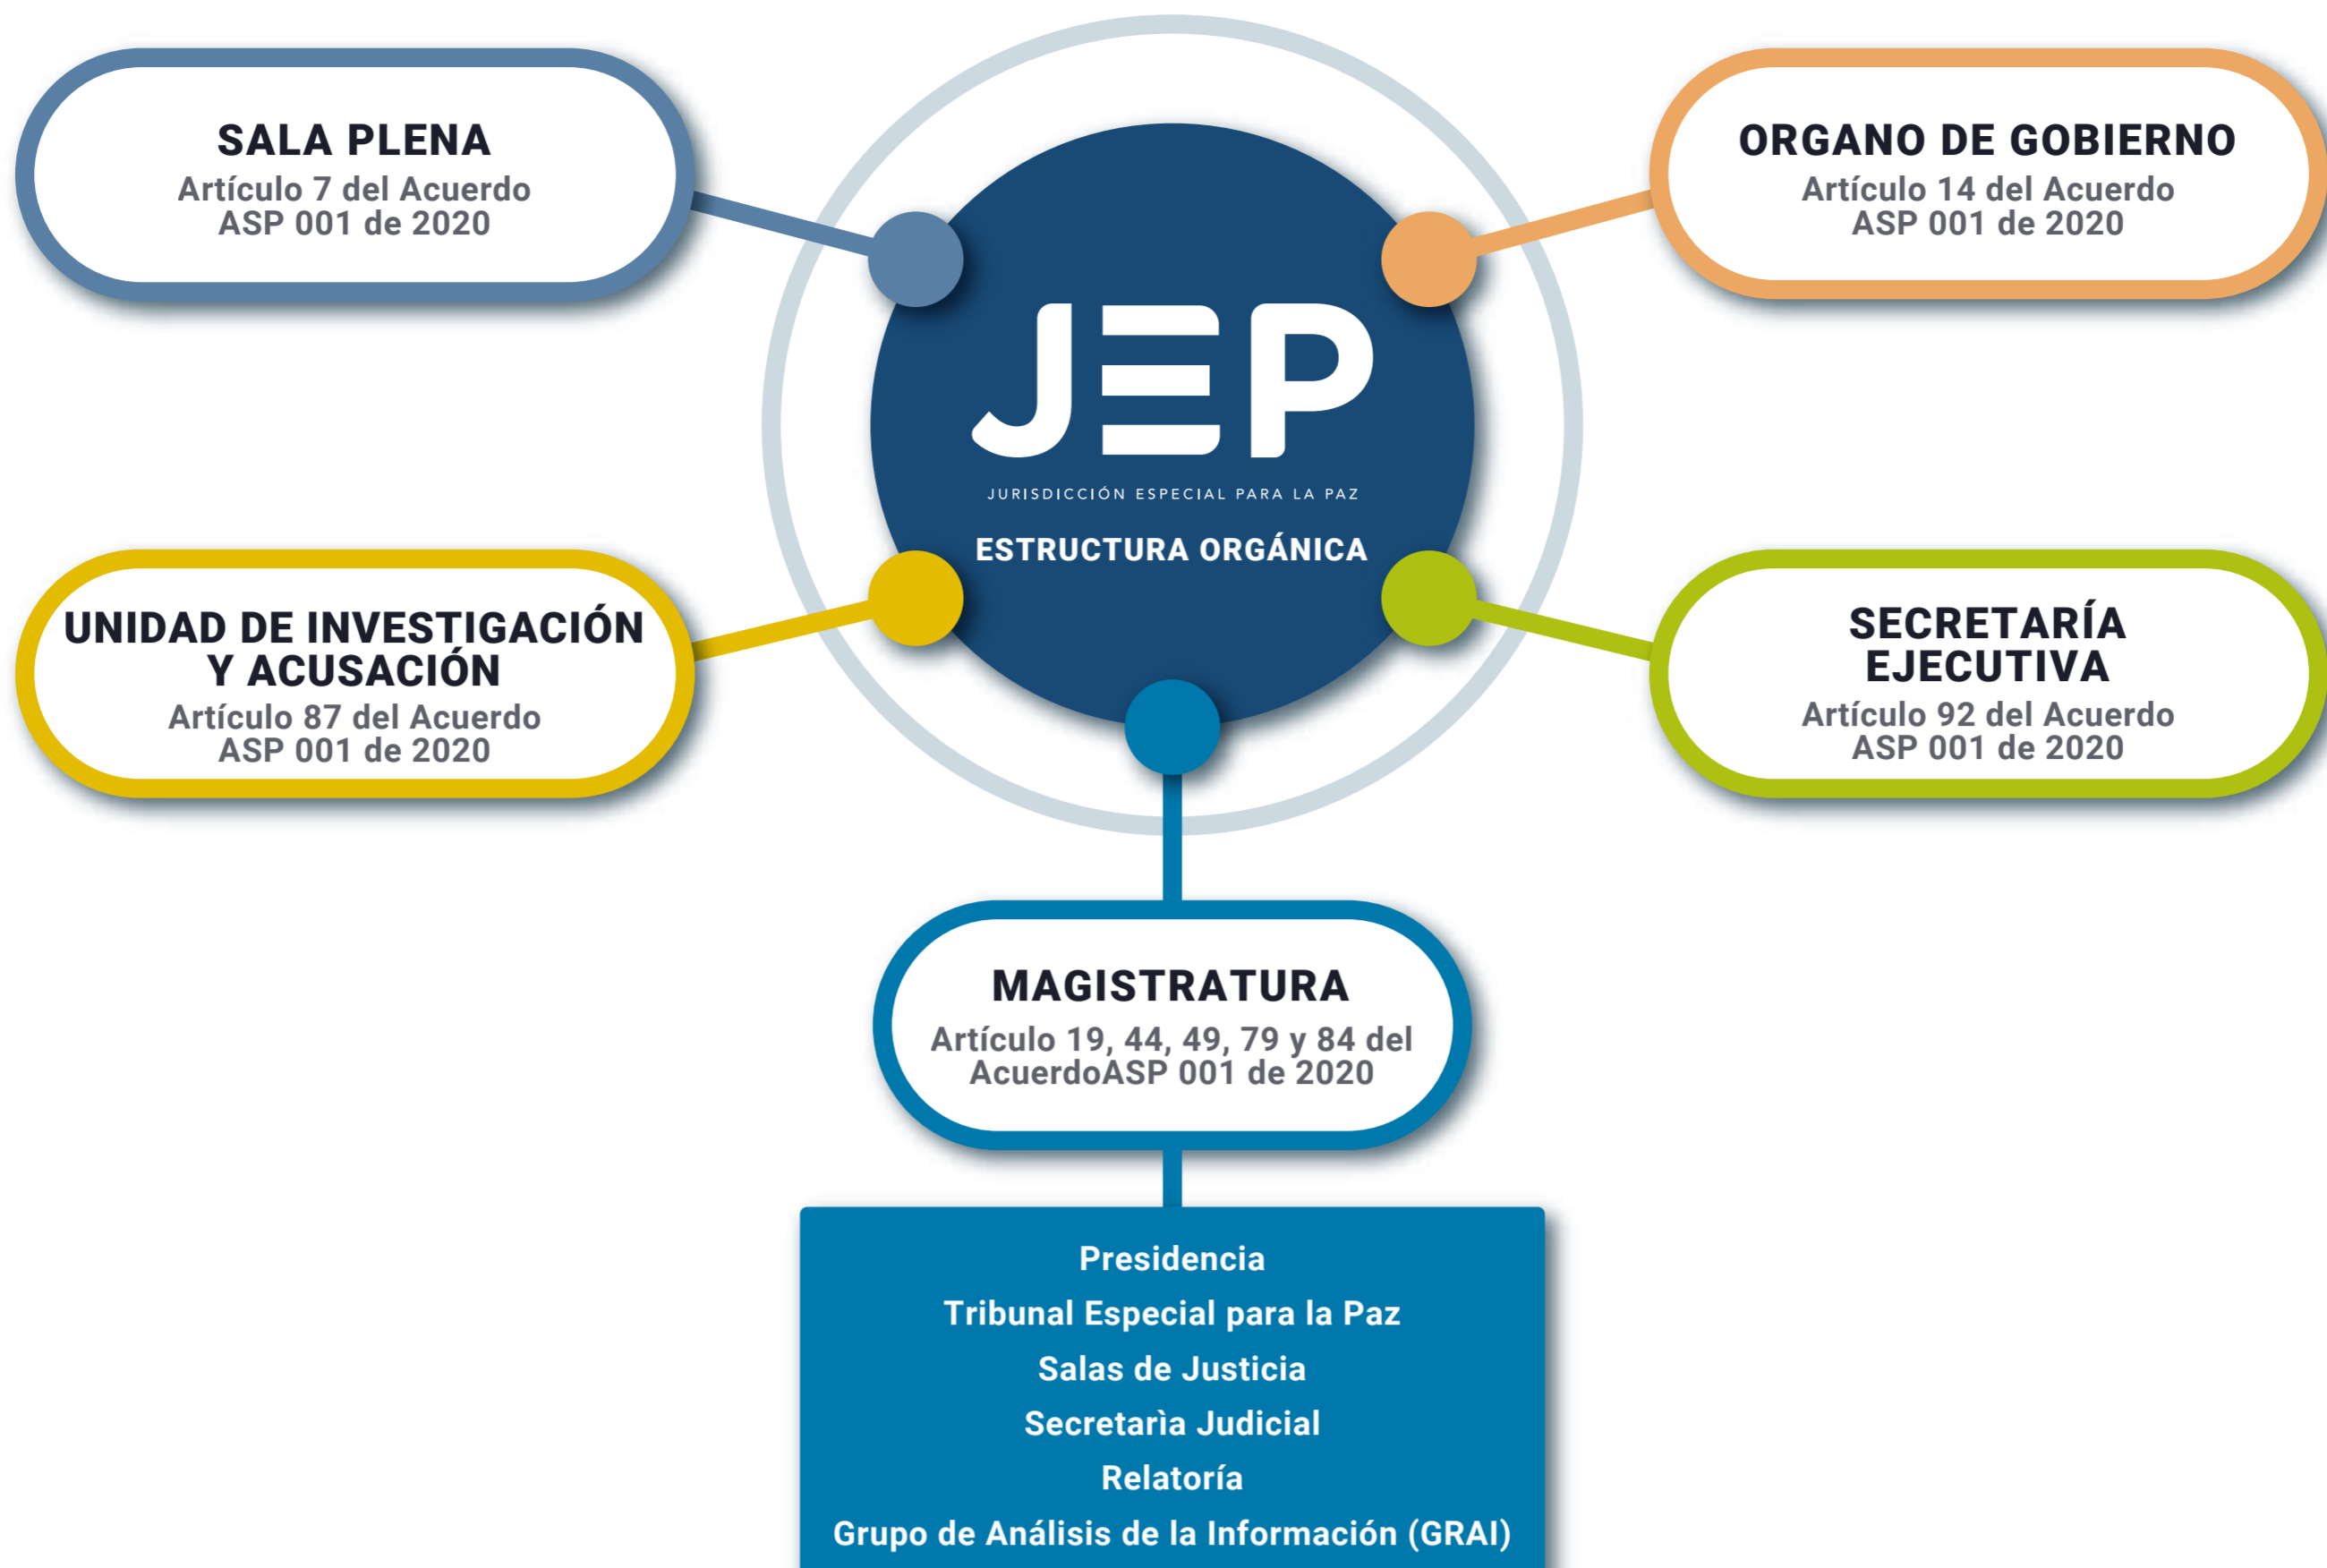 SALA PLENA
Artículo 7 del Acuerdo
ASP 001 de 2020
ORGANO DE GOBIERNO
Artículo 14 del Acuerdo
ASP 001 de 2020
JEP
JURISDICCIÓN ESPECIAL PARA LA PAZ
ESTRUCTURA ORGÁNICA
UNIDAD DE INVESTIGACIÓN
Y ACUSACIÓN
Artículo 87 del Acuerdo
ASP 001 de 2020
SECRETARÍA
EJECUTIVA
Artículo 92 del Acuerdo
ASP 001 de 2020
MAGISTRATURA
Artículo 19, 44, 49, 79 y 84 del
AcuerdoASP 001 de 2020
Presidencia
Tribunal Especial para la Paz
Salas de Justicia
Secretarìa Judicial
Relatoría
Grupo de Análisis de la Información (GRAI)